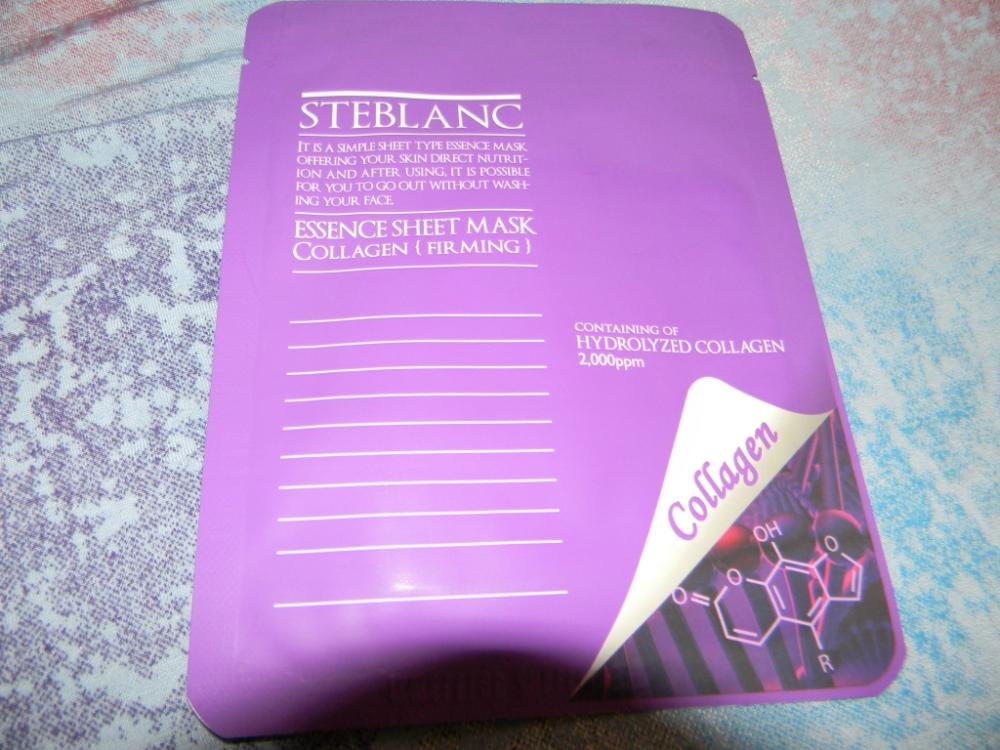 STEBLANC
IT IS A SIMPLE SHEET TYPE ESSENCE MASK
OFFERING YOUR SKIN DIRECT NUTRIT-
ION AND AFTER USING, IT IS POSSIBLE
FOR YOU TO GO OUT WITHOUT WASH-
ING YOUR FACE.
ESSENCE SHEET MASK
COLLAGEN { FIRMING }
CONTAINING OF
HYDROLYZED COLLAGEN
2,000ppm
Collagen
OH
O
O
O
R